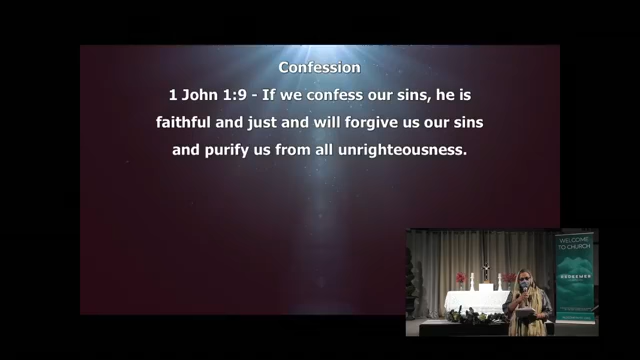 Confession
1 John 1:9 - If we confess our sins, he is
faithful and just and will forgive us our sins
and purify us from all unrighteousness.
WELCOME
TO CHURCH
REDEEMER